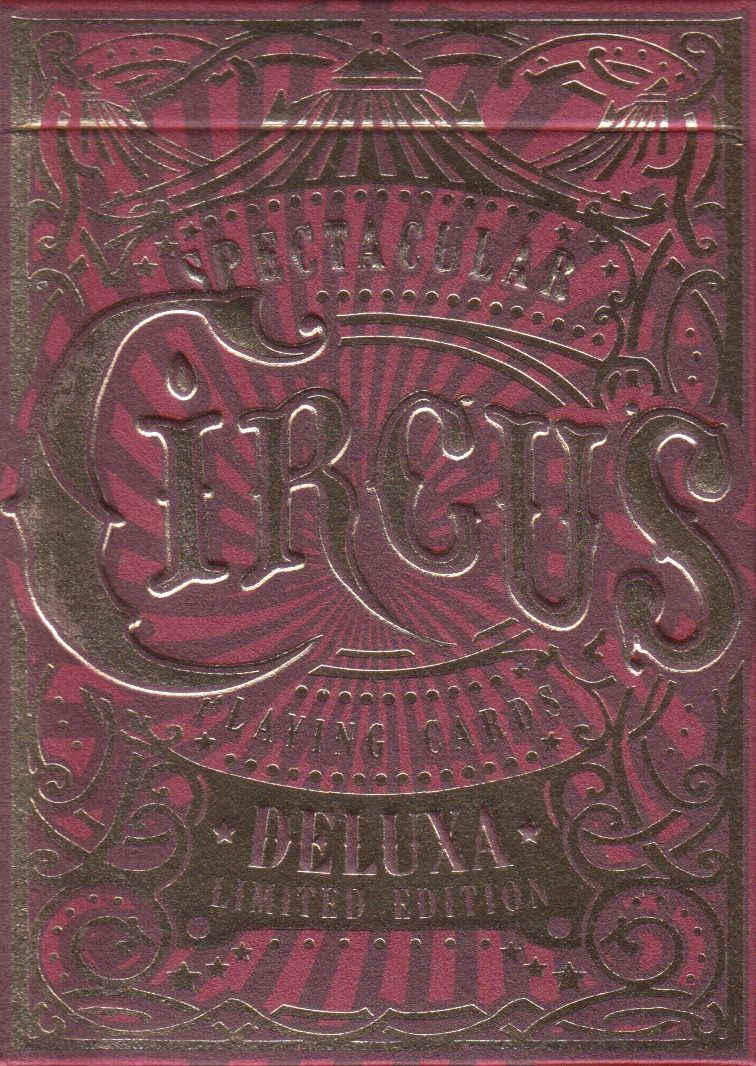 SPECTACULAR
CiRCUS
PLAYING CARDS
DELUXA
LIMITED EDITION